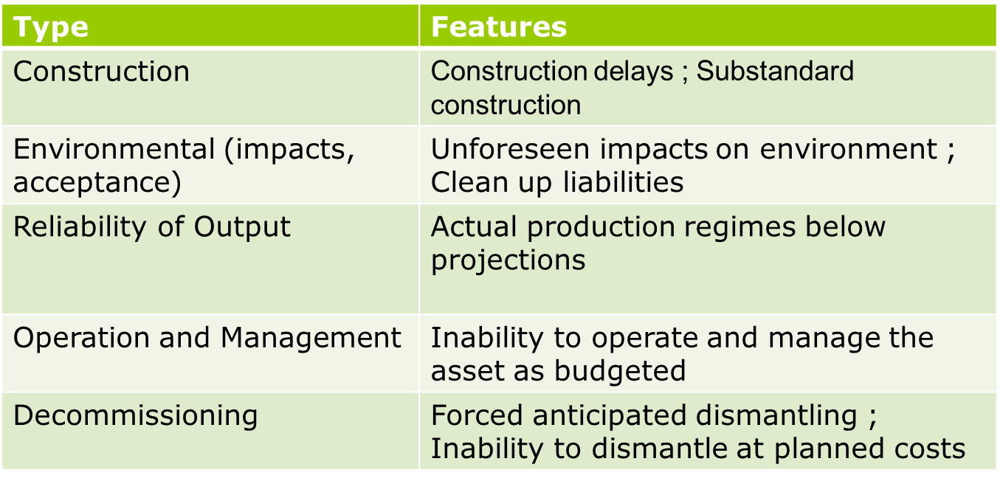 Type
Features
Construction
Construction delays ; Substandard
construction
Environmental (impacts,
acceptance)
Unforeseen impacts on environment ;
Clean up liabilities
Reliability of Output
Actual production regimes below
projections
Operation and Management
Inability to operate and manage the
asset as budgeted
Decommissioning
Forced anticipated dismantling ;
Inability to dismantle at planned costs